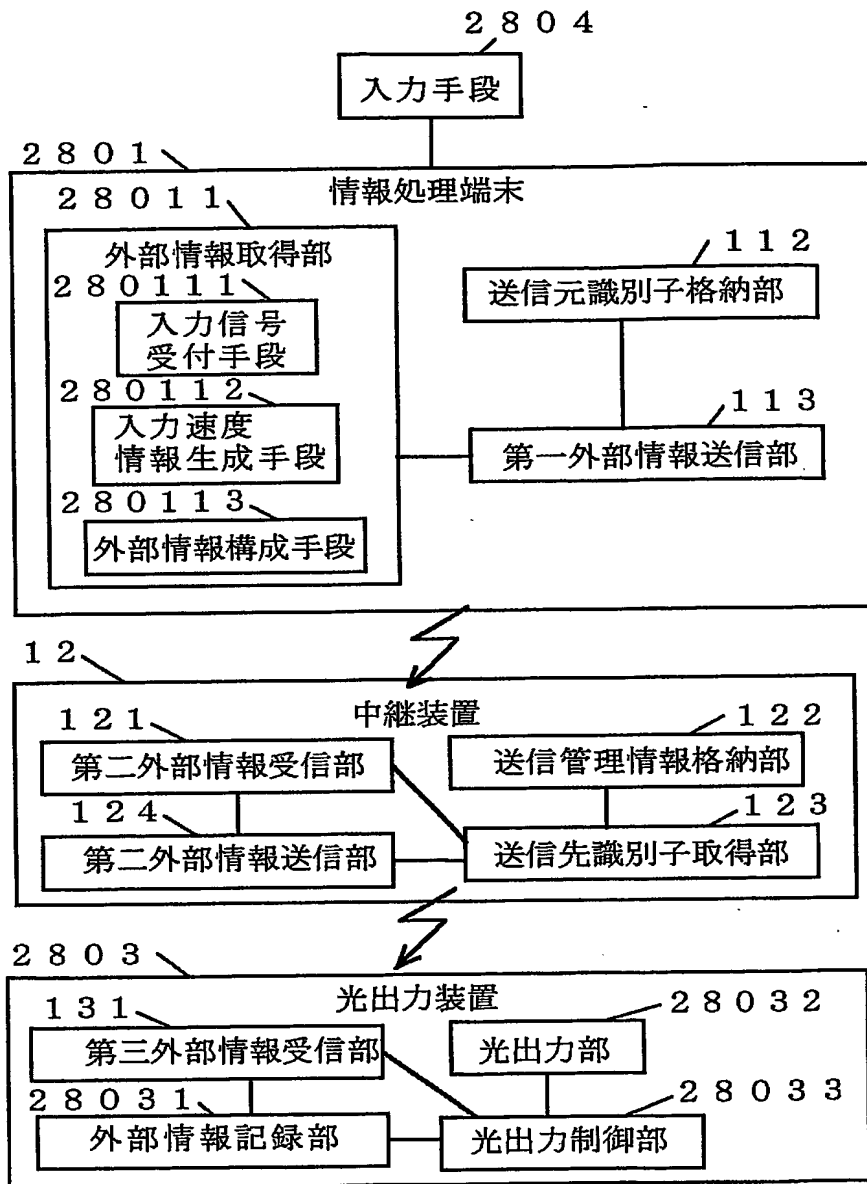 ２８０４
入力手段
２８０１
情報処理端末
２８０１１
外部情報取得部
２８０１１１
入力信号
受付手段
２８０１１２
入力速度
情報生成手段
２８０１１３
外部情報構成手段
１１２
送信元識別子格納部
１１３
第一外部情報送信部
１２
中継装置
１２１
第二外部情報受信部
１２２
送信管理情報格納部
１２４
第二外部情報送信部
１２３
送信先識別子取得部
２８０３
光出力装置
１３１
第三外部情報受信部
２８０３２
光出力部
２８０３１
外部情報記録部
２８０３３
光出力制御部